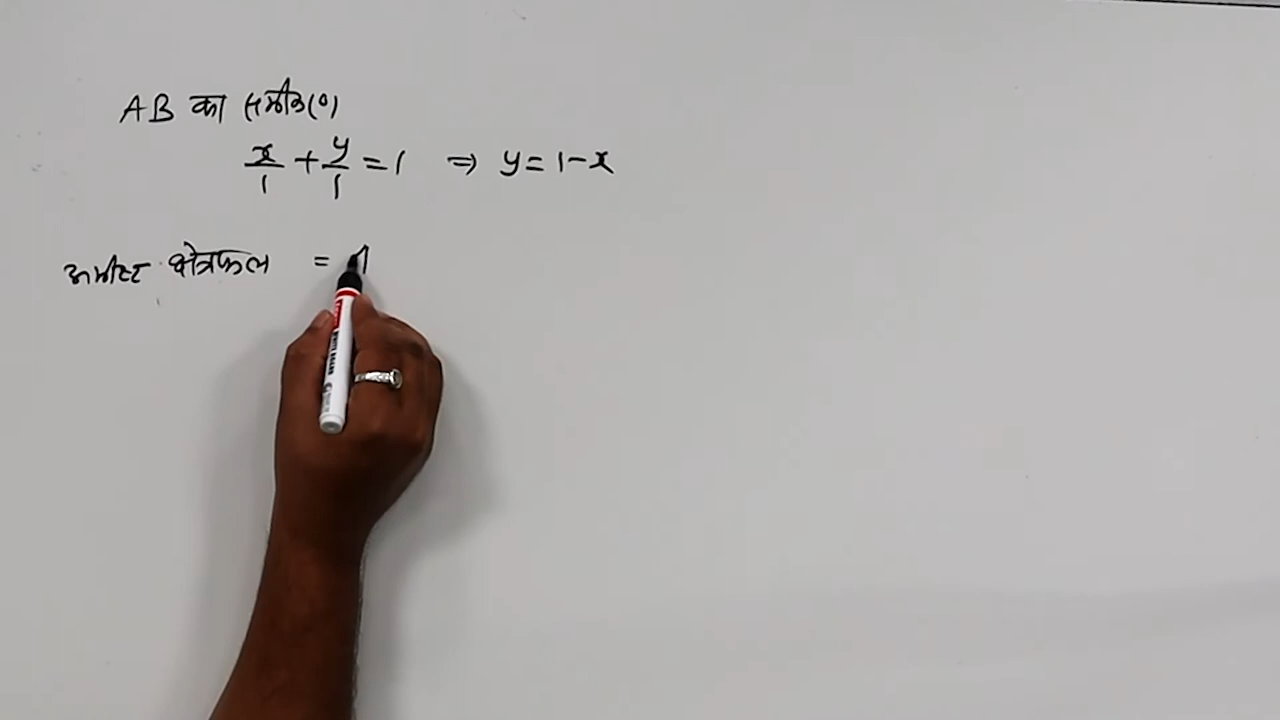 AB का समीकरण
x/1 + y/1 = 1 ⇒ y = 1 - x
अभीष्ट क्षेत्रफल =